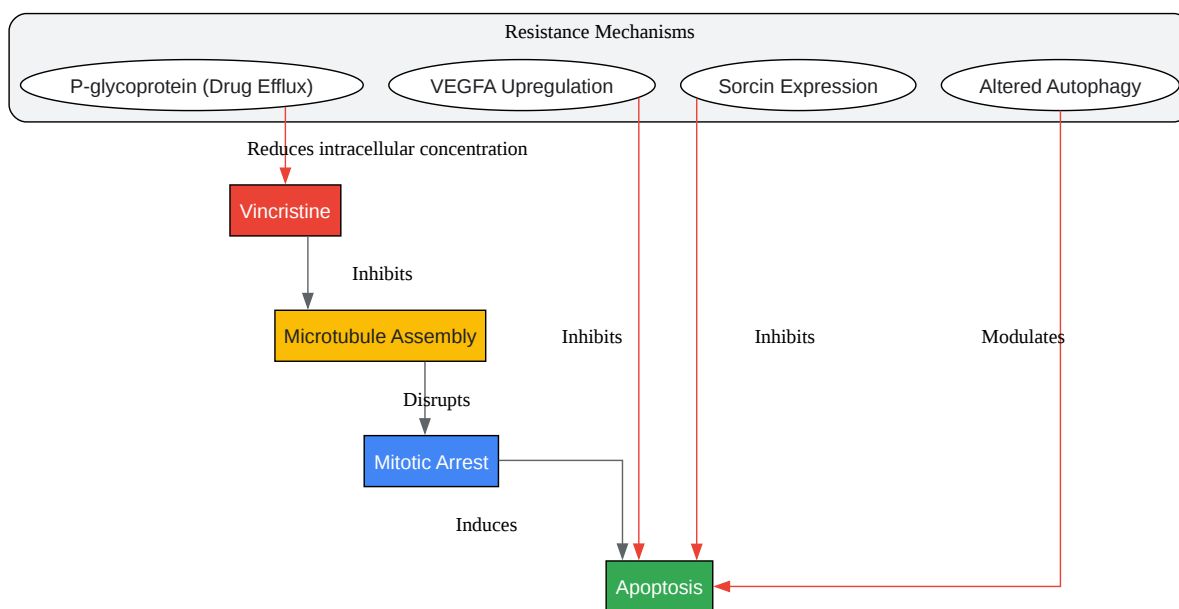 Resistance Mechanisms
P-glycoprotein (Drug Efflux)
VEGFA Upregulation
Sorcin Expression
Altered Autophagy
Reduces intracellular concentration
Vincristine
Inhibits
Microtubule Assembly
Inhibits
Inhibits
Modulates
Disrupts
Mitotic Arrest
Induces
Apoptosis